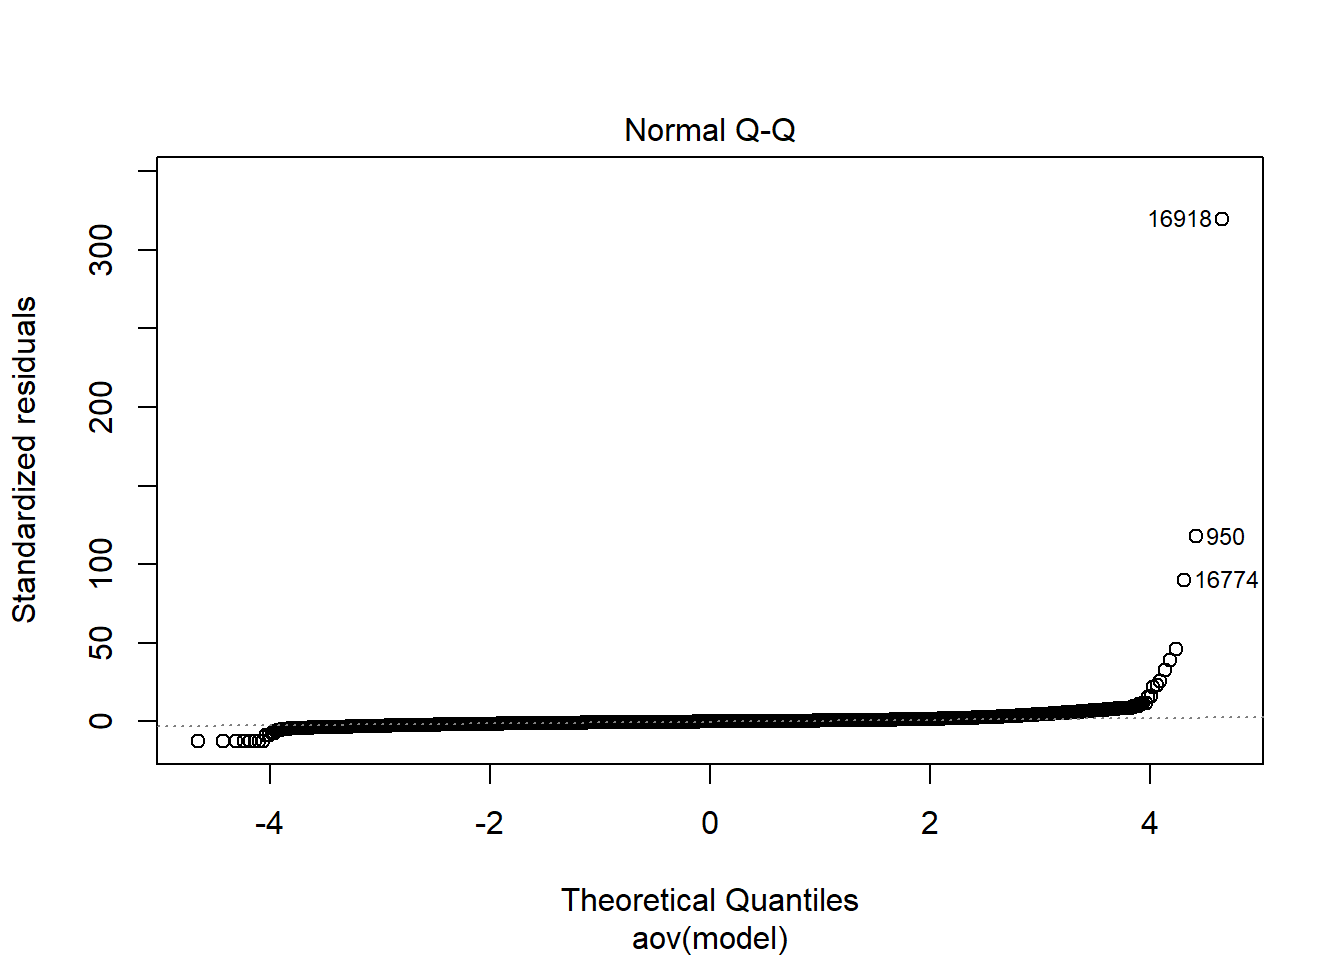 Normal Q-Q
Standardized residuals
300
200
100
50
0
16918
950
16774
-4 -2 0 2 4
Theoretical Quantiles
aov(model)